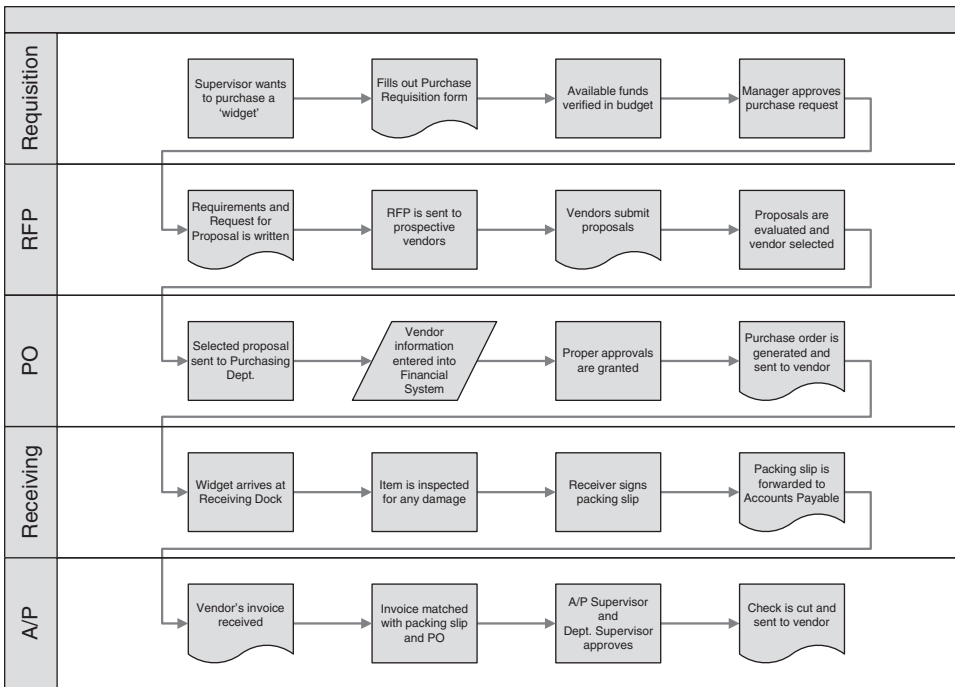 Requisition
Supervisor wants
to purchase a
‘widget’
Fills out Purchase
Requisition form
Available funds
verified in budget
Manager approves
purchase request
RFP
Requirements and
Request for
Proposal is written
RFP is sent to
prospective
vendors
Vendors submit
proposals
Proposals are
evaluated and
vendor selected
PO
Selected proposal
sent to Purchasing
Dept.
Vendor
information
entered into
Financial
System
Proper approvals
are granted
Purchase order is
generated and
sent to vendor
Receiving
Widget arrives at
Receiving Dock
Item is inspected
for any damage
Receiver signs
packing slip
Packing slip is
forwarded to
Accounts Payable
A/P
Vendor’s invoice
received
Invoice matched
with packing slip
and PO
A/P Supervisor
and
Dept. Supervisor
approves
Check is cut and
sent to vendor